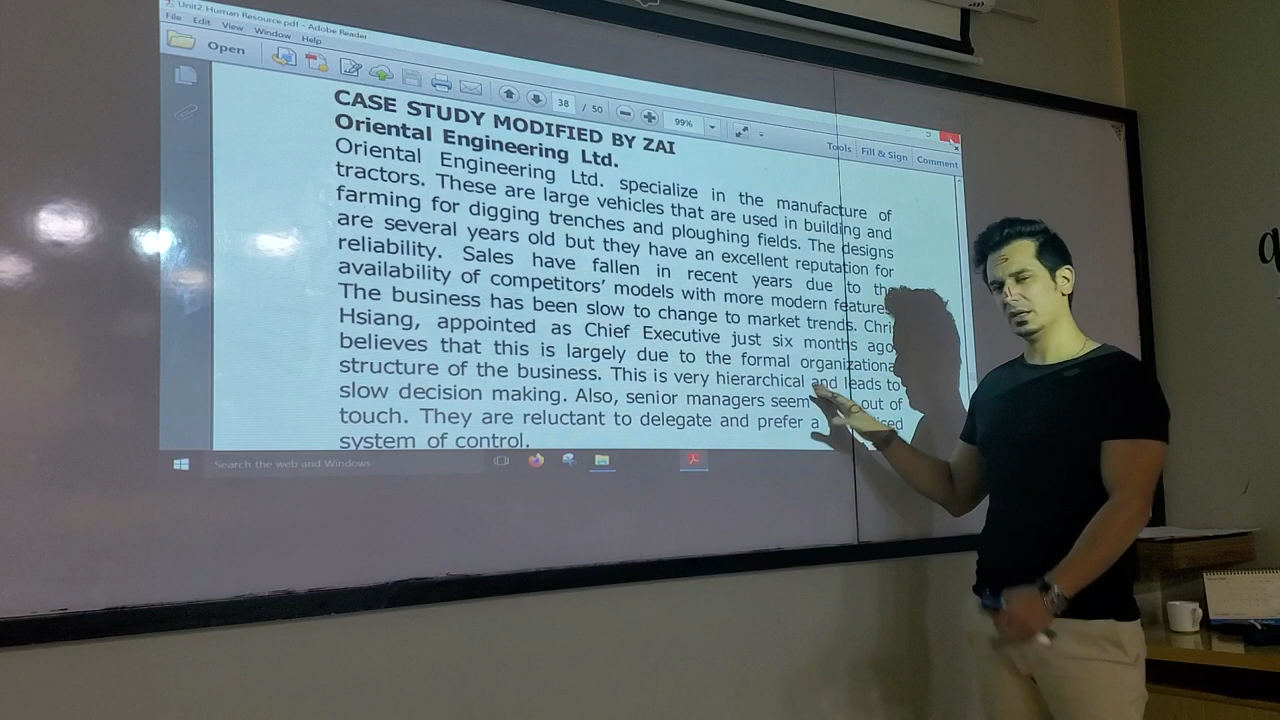 Unit2 Human Resource.pdf - Adobe Reader
File Edit View Window Help
Open
38 / 50
99%
Tools Fill & Sign Comment
CASE STUDY MODIFIED BY ZAI
Oriental Engineering Ltd.
Oriental Engineering Ltd. specialize in the manufacture of
tractors. These are large vehicles that are used in building and
farming for digging trenches and ploughing fields. The designs
are several years old but they have an excellent reputation for
reliability. Sales have fallen in recent years due to the
availability of competitors' models with more modern features
The business has been slow to change to market trends. Chri
Hsiang, appointed as Chief Executive just six months ago
believes that this is largely due to the formal organizationa
structure of the business. This is very hierarchical and leads to
slow decision making. Also, senior managers seem out of
touch. They are reluctant to delegate and prefer a
system of control.
Search the web and Windows